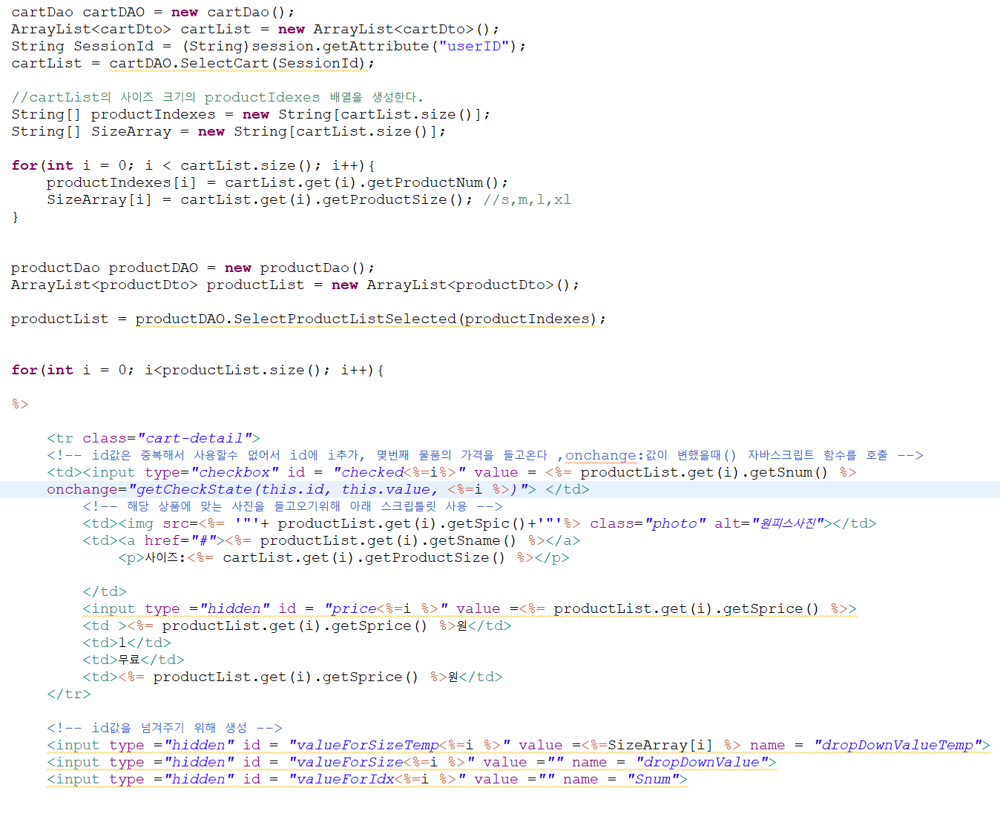 cartDao cartDAO = new cartDao();
ArrayList<cartDto> cartList = new ArrayList<cartDto>();
String SessionId = (String)session.getAttribute("userID");
cartList = cartDAO.SelectCart(SessionId);
//cartList의 사이즈 크기의 productIdexes 배열을 생성한다.
String[] productIndexes = new String[cartList.size()];
String[] SizeArray = new String[cartList.size()];
for(int i = 0; i < cartList.size(); i++){
productIndexes[i] = cartList.get(i).getProductNum();
SizeArray[i] = cartList.get(i).getProductSize(); //s,m,l,xl
}
productDao productDAO = new productDao();
ArrayList<productDto> productList = new ArrayList<productDto>();
productList = productDAO.SelectProductListSelected(productIndexes);
for(int i = 0; i<productList.size(); i++){
%>
<tr class="cart-detail">
<!-- id값은 중복해서 사용할수 없어서 id에 i추가, 몇번째 물품의 가격을 들고온다 ,onchange:값이 변했을때() 자바스크립트 함수를 호출 -->
<td><input type="checkbox" id = "checked<%=i%>" value = <%= productList.get(i).getSnum() %>
onchange="getCheckState(this.id, this.value, <%=i %>)"> </td>
<!-- 해당 상품에 맞는 사진을 들고오기위해 아래 스크립틀릿 사용 -->
<td><img src=<%= '"'+ productList.get(i).getSpic()+'"'%> class="photo" alt="원피스사진"></td>
<td><a href="#"><%= productList.get(i).getSname() %></a>
<p>사이즈:<%= cartList.get(i).getProductSize() %></p>
</td>
<input type ="hidden" id = "price<%=i %>" value =<%= productList.get(i).getSprice() %>>
<td ><%= productList.get(i).getSprice() %>원</td>
<td>1</td>
<td>무료</td>
<td><%= productList.get(i).getSprice() %>원</td>
</tr>
<!-- id값을 넘겨주기 위해 생성 -->
<input type ="hidden" id = "valueForSizeTemp<%=i %>" value =<%=SizeArray[i] %> name = "dropDownValueTemp">
<input type ="hidden" id = "valueForSize<%=i %>" value ="" name = "dropDownValue">
<input type ="hidden" id = "valueForIdx<%=i %>" value ="" name = "Snum">